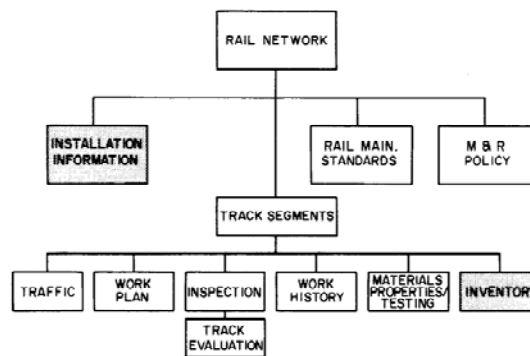 RAIL NETWORK
INSTALLATION
INFORMATION
RAIL MAIN.
STANDARDS
M & R
POLICY
TRACK SEGMENTS
TRAFFIC
WORK
PLAN
INSPECTION
WORK
HISTORY
MATERIALS
PROPERTIES/
TESTING
INVENTORY
TRACK
EVALUATION